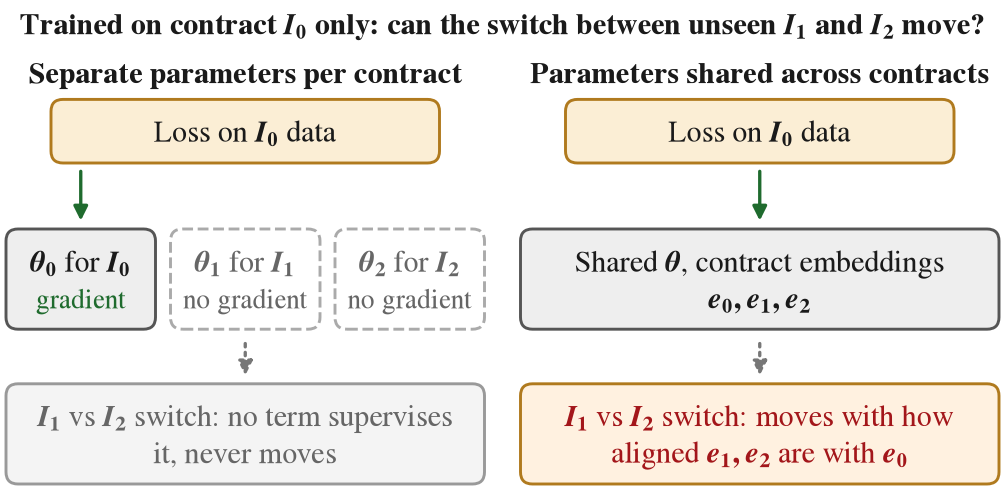 Trained on contract I₀ only: can the switch between unseen I₁ and I₂ move?
Separate parameters per contract
Loss on I₀ data
θ₀ for I₀
gradient
θ₁ for I₁
no gradient
θ₂ for I₂
no gradient
I₁ vs I₂ switch: no term supervises
it, never moves
Parameters shared across contracts
Loss on I₀ data
Shared θ, contract embeddings
e₀, e₁, e₂
I₁ vs I₂ switch: moves with how
aligned e₁, e₂ are with e₀